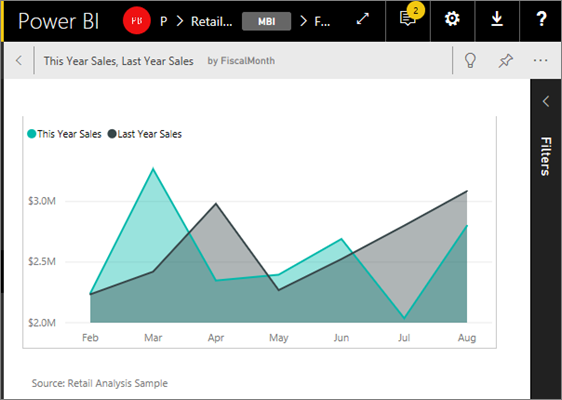 Power BI PB P > Retail... MBI > F... 2 ?
This Year Sales, Last Year Sales by FiscalMonth ...
Filters
This Year Sales Last Year Sales
$3.0M
$2.5M
$2.0M
Feb Mar Apr May Jun Jul Aug
Source: Retail Analysis Sample